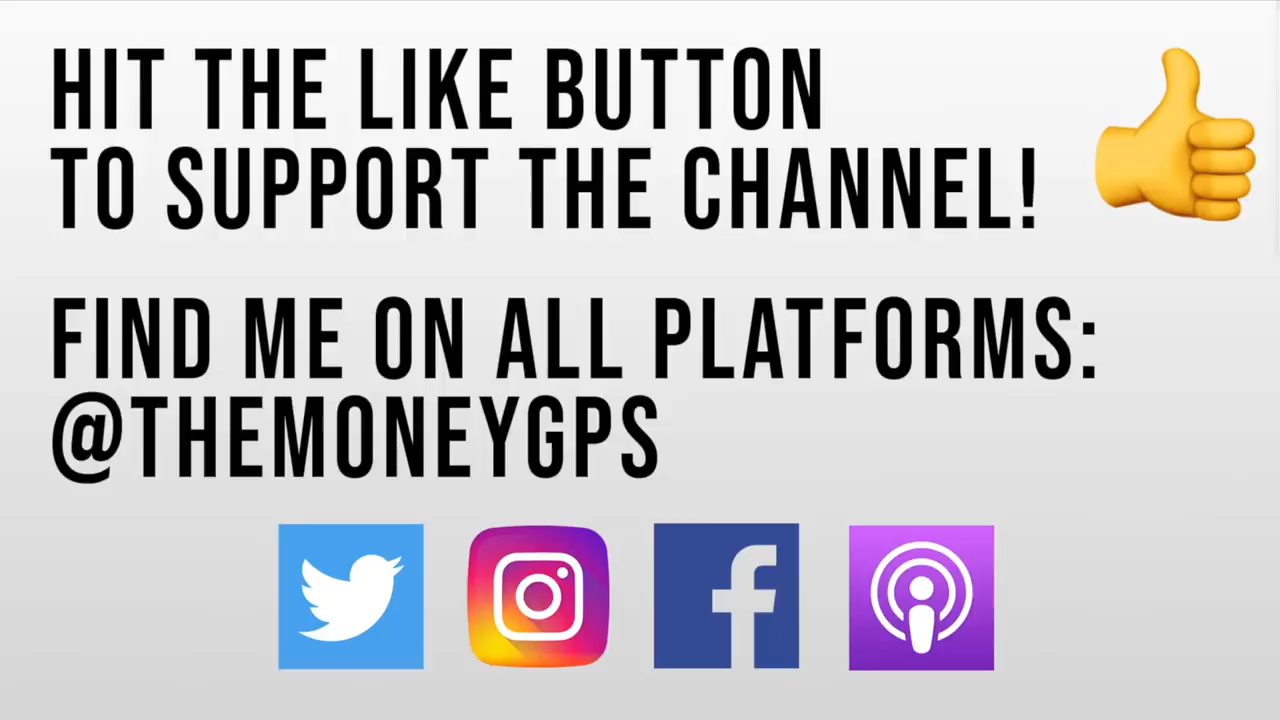 HIT THE LIKE BUTTON
TO SUPPORT THE CHANNEL!
FIND ME ON ALL PLATFORMS:
@THEMONEYGPS